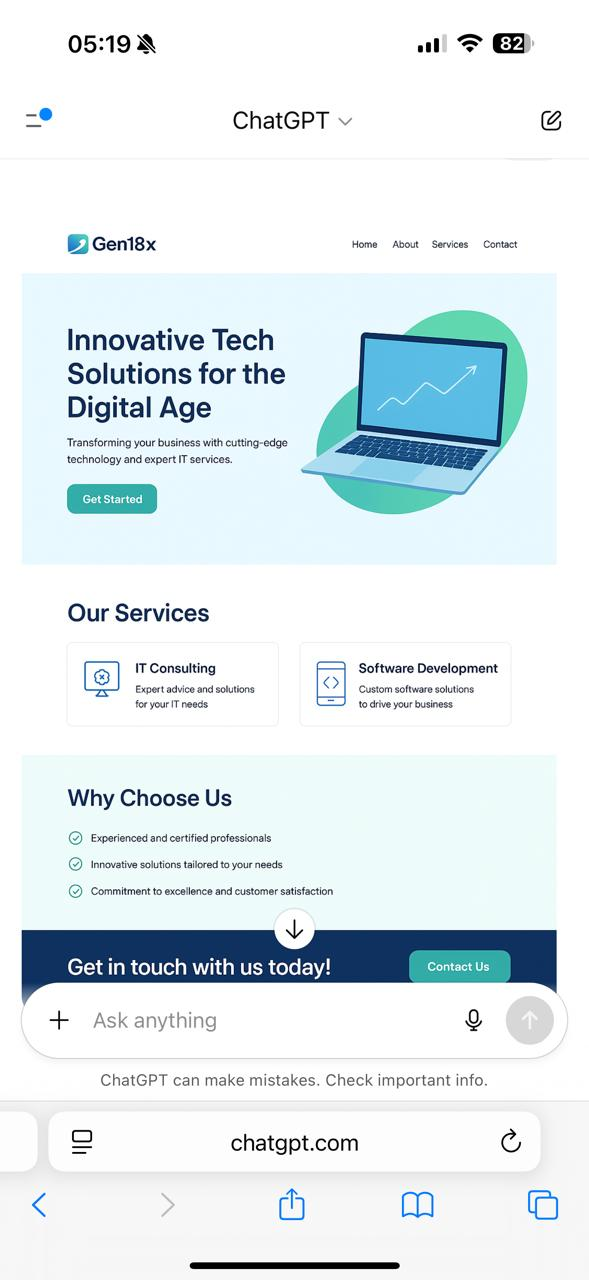 05:19
82
ChatGPT
Gen18x
Home About Services Contact
Innovative Tech
Solutions for the
Digital Age
Transforming your business with cutting-edge
technology and expert IT services.
Get Started
Our Services
IT Consulting
Expert advice and solutions
for your IT needs
Software Development
Custom software solutions
to drive your business
Why Choose Us
Experienced and certified professionals
Innovative solutions tailored to your needs
Commitment to excellence and customer satisfaction
Get in touch with us today!
Contact Us
Ask anything
ChatGPT can make mistakes. Check important info.
chatgpt.com